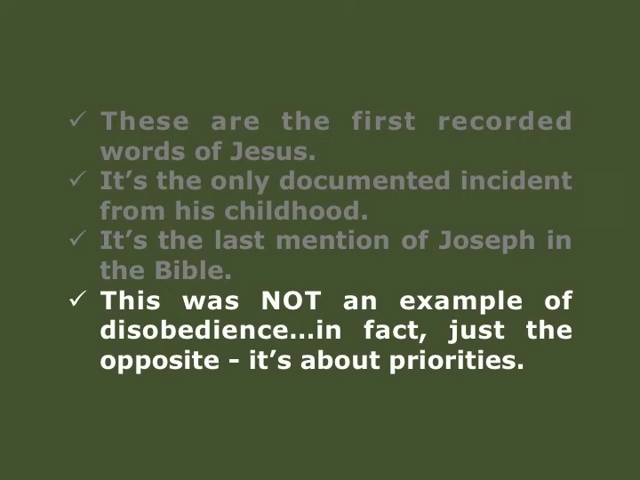 ✓ These are the first recorded
words of Jesus.
✓ It’s the only documented incident
from his childhood.
✓ It’s the last mention of Joseph in
the Bible.
✓ This was NOT an example of
disobedience...in fact, just the
opposite - it’s about priorities.